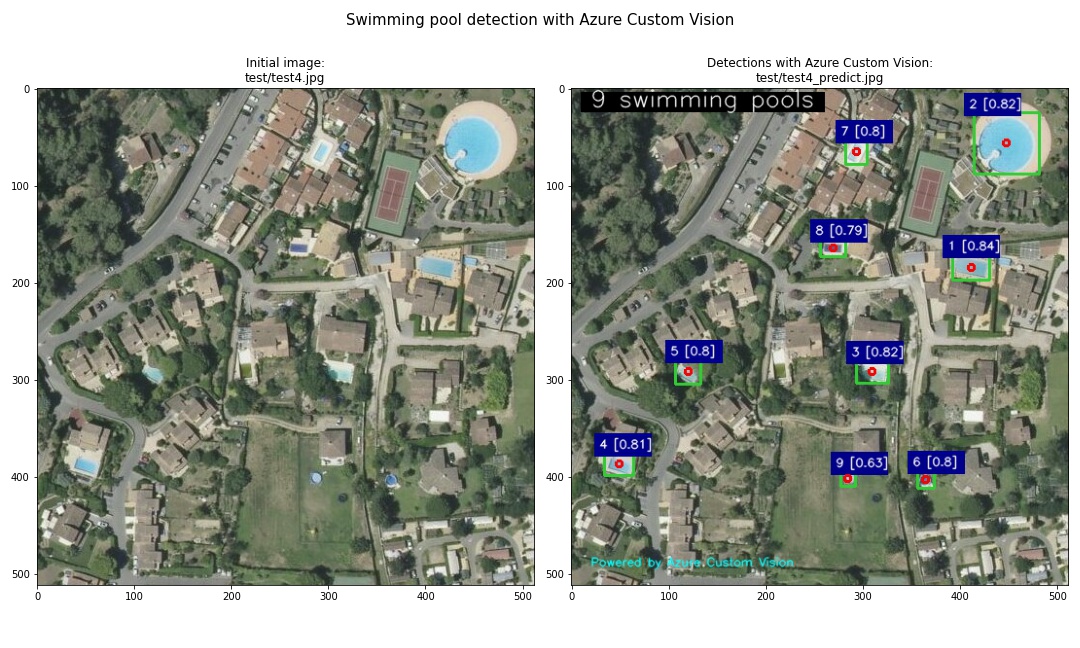 Swimming pool detection with Azure Custom Vision
Initial image:
test/test4.jpg
Detections with Azure Custom Vision:
test/test4_predict.jpg
0
100
200
300
400
500
0 100 200 300 400 500
9 swimming pools
2 [0.82]
7 [0.8]
8 [0.79]
1 [0.84]
5 [0.8]
3 [0.82]
4 [0.81]
9 [0.63]
6 [0.8]
Powered by Azure Custom Vision
0
100
200
300
400
500
0 100 200 300 400 500